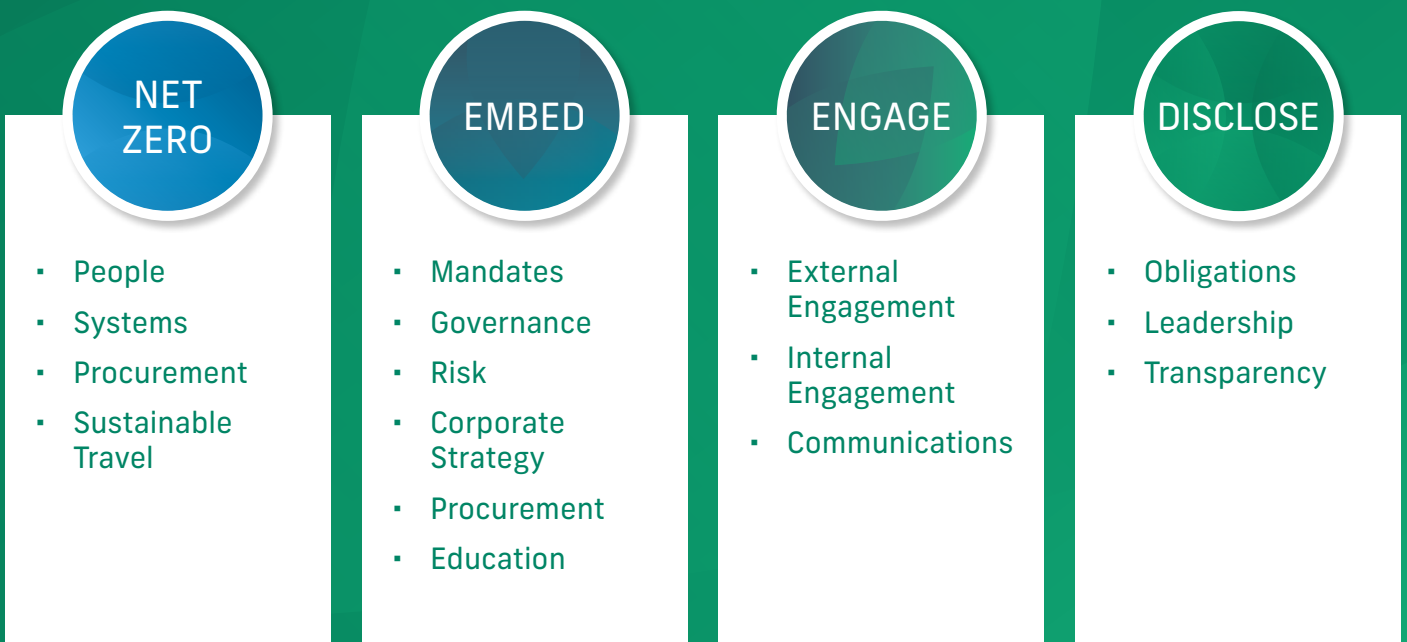 NET
ZERO
▪ People
▪ Systems
▪ Procurement
▪ Sustainable
Travel
EMBED
▪ Mandates
▪ Governance
▪ Risk
▪ Corporate
Strategy
▪ Procurement
▪ Education
ENGAGE
▪ External
Engagement
▪ Internal
Engagement
▪ Communications
DISCLOSE
▪ Obligations
▪ Leadership
▪ Transparency